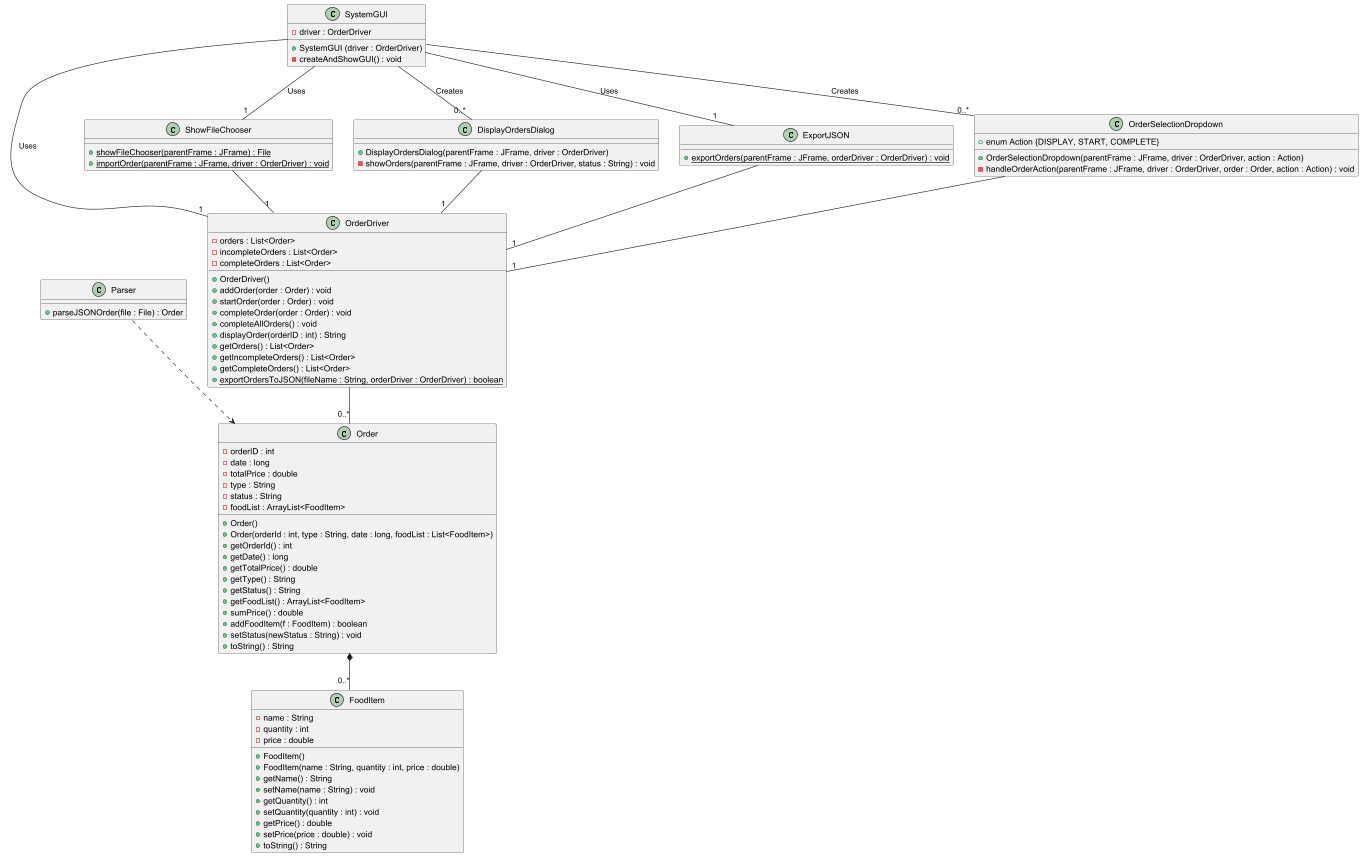 C SystemGUI
driver : OrderDriver
SystemGUI (driver : OrderDriver)
createAndShowGUI() : void
Uses
Uses
Creates
Uses
Creates
1
0..*
1
0..*
C ShowFileChooser
showFileChooser(parentFrame : JFrame) : File
importOrder(parentFrame : JFrame, driver : OrderDriver) : void
C DisplayOrdersDialog
DisplayOrdersDialog(parentFrame : JFrame, driver : OrderDriver)
showOrders(parentFrame : JFrame, driver : OrderDriver, status : String) : void
C ExportJSON
exportOrders(parentFrame : JFrame, orderDriver : OrderDriver) : void
C OrderSelectionDropdown
enum Action {DISPLAY, START, COMPLETE}
OrderSelectionDropdown(parentFrame : JFrame, driver : OrderDriver, action : Action)
handleOrderAction(parentFrame : JFrame, driver : OrderDriver, order : Order, action : Action) : void
1
1
1
1
1
C OrderDriver
orders : List<Order>
incompleteOrders : List<Order>
completeOrders : List<Order>
OrderDriver()
addOrder(order : Order) : void
startOrder(order : Order) : void
completeOrder(order : Order) : void
completeAllOrders() : void
displayOrder(orderID : int) : String
getOrders() : List<Order>
getIncompleteOrders() : List<Order>
getCompleteOrders() : List<Order>
exportOrdersToJSON(fileName : String, orderDriver : OrderDriver) : boolean
C Parser
parseJSONOrder(file : File) : Order
0..*
C Order
orderID : int
date : long
totalPrice : double
type : String
status : String
foodList : ArrayList<FoodItem>
Order()
Order(orderId : int, type : String, date : long, foodList : List<FoodItem>)
getOrderId() : int
getDate() : long
getTotalPrice() : double
getType() : String
getStatus() : String
getFoodList() : ArrayList<FoodItem>
sumPrice() : double
addFoodItem(f : FoodItem) : boolean
setStatus(newStatus : String) : void
toString() : String
0..*
C FoodItem
name : String
quantity : int
price : double
FoodItem()
FoodItem(name : String, quantity : int, price : double)
getName() : String
setName(name : String) : void
getQuantity() : int
setQuantity(quantity : int) : void
getPrice() : double
setPrice(price : double) : void
toString() : String